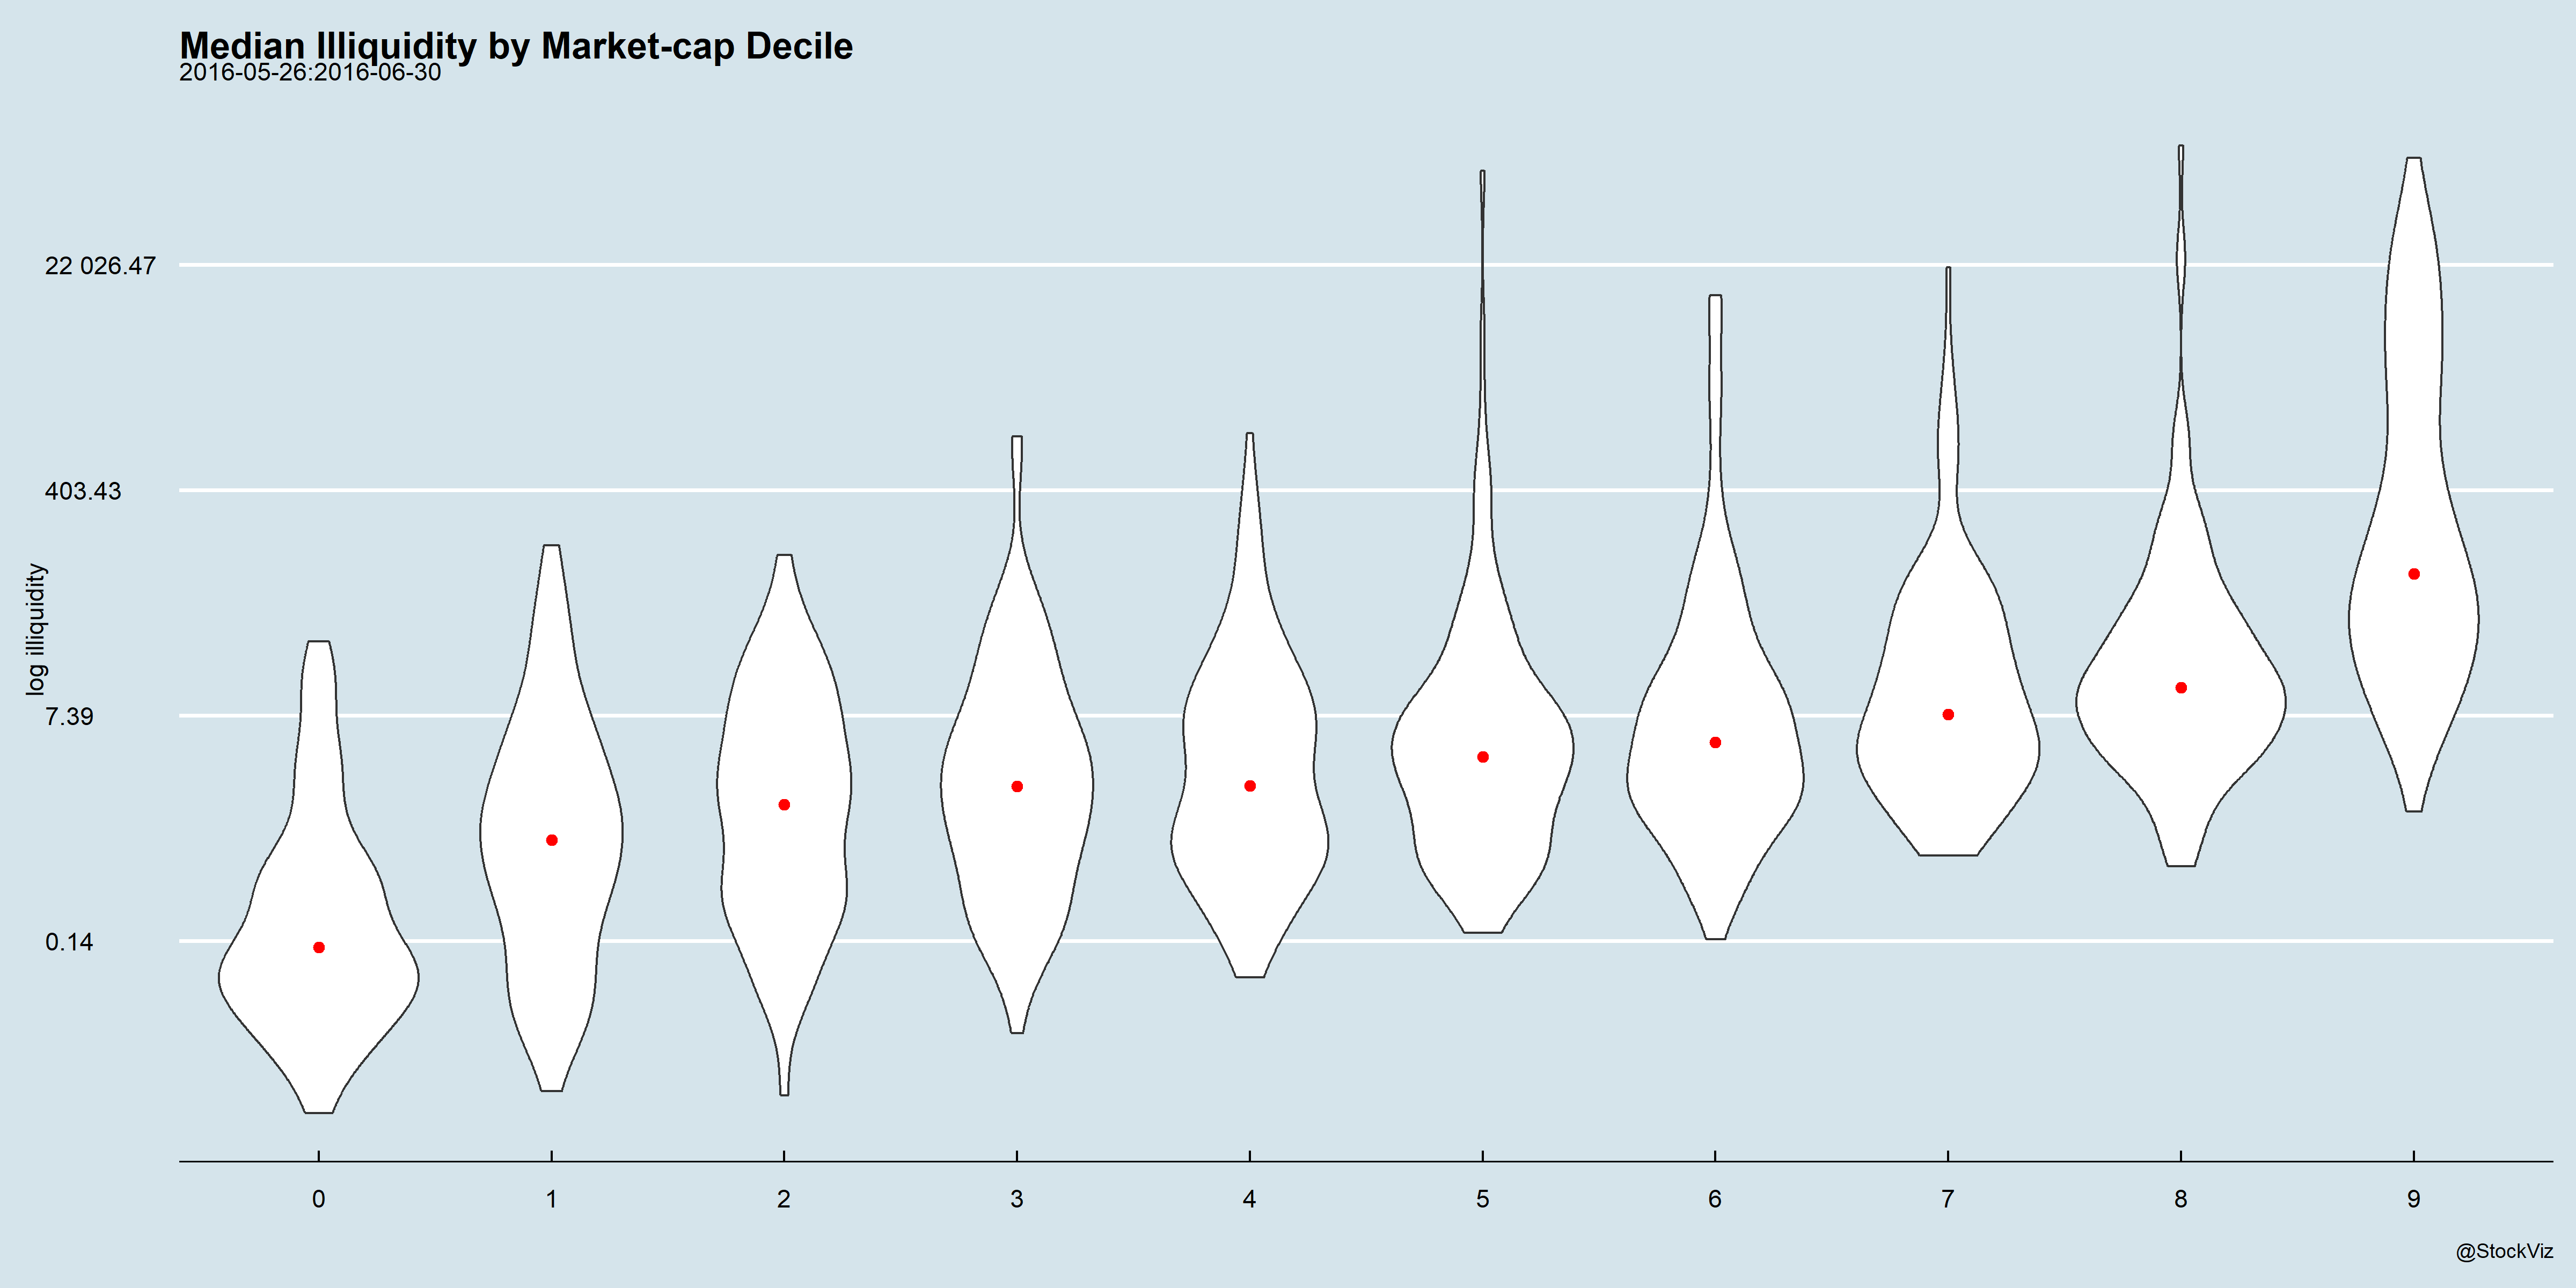 Median Illiquidity by Market-cap Decile
2016-05-26:2016-06-30
22 026.47
403.43
7.39
0.14
log illiquidity
0 1 2 3 4 5 6 7 8 9
@StockViz